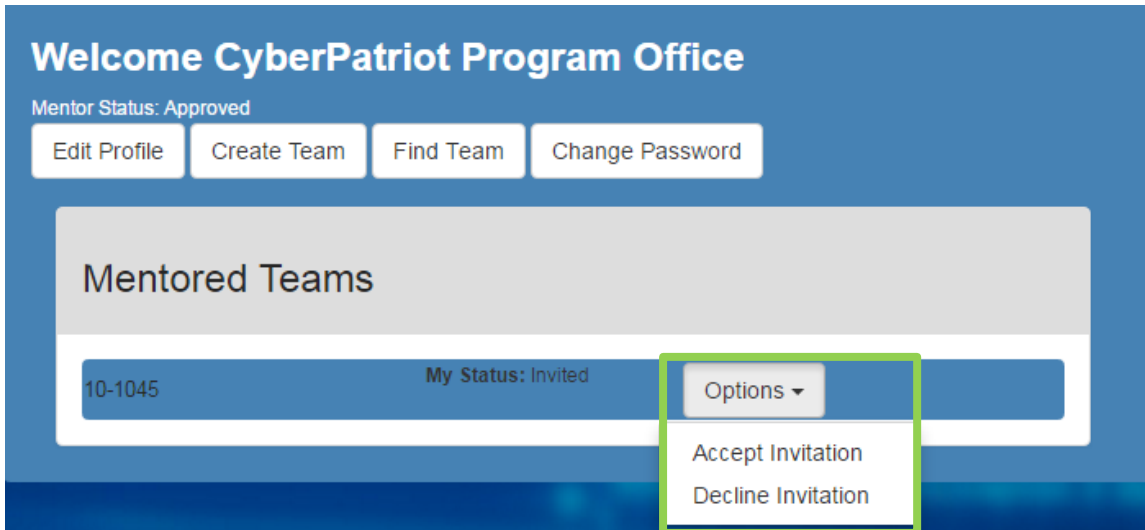 Welcome CyberPatriot Program Office
Mentor Status: Approved
Edit Profile Create Team Find Team Change Password
Mentored Teams
10-1045 My Status: Invited Options
Accept Invitation
Decline Invitation